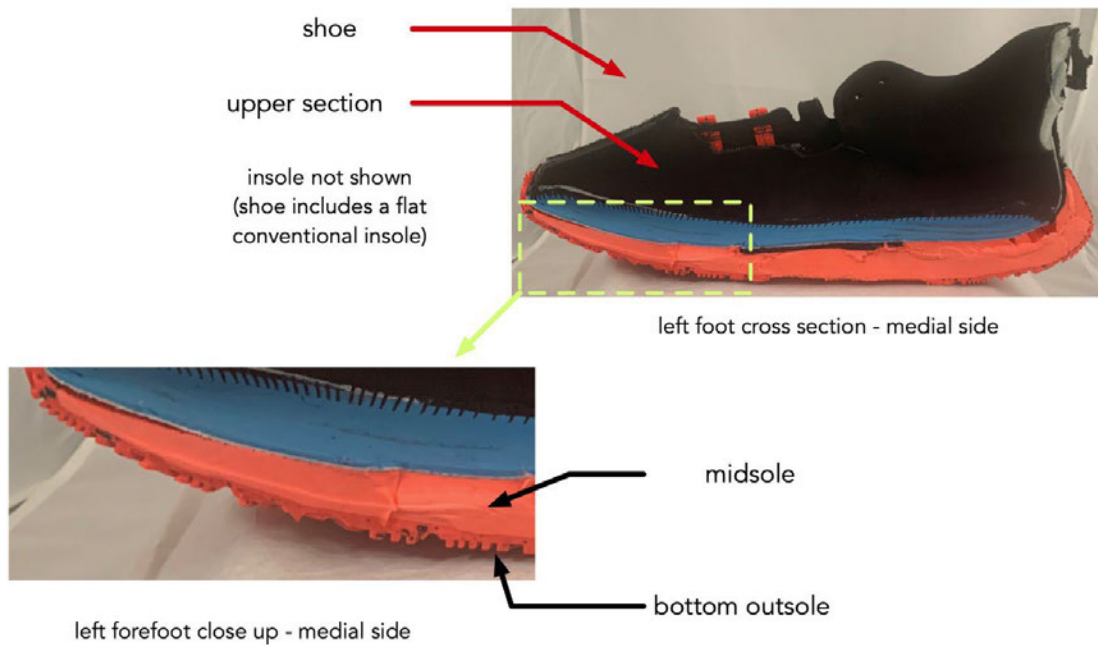 shoe
upper section
insole not shown
(shoe includes a flat
conventional insole)
left foot cross section - medial side
midsole
bottom outsole
left forefoot close up - medial side